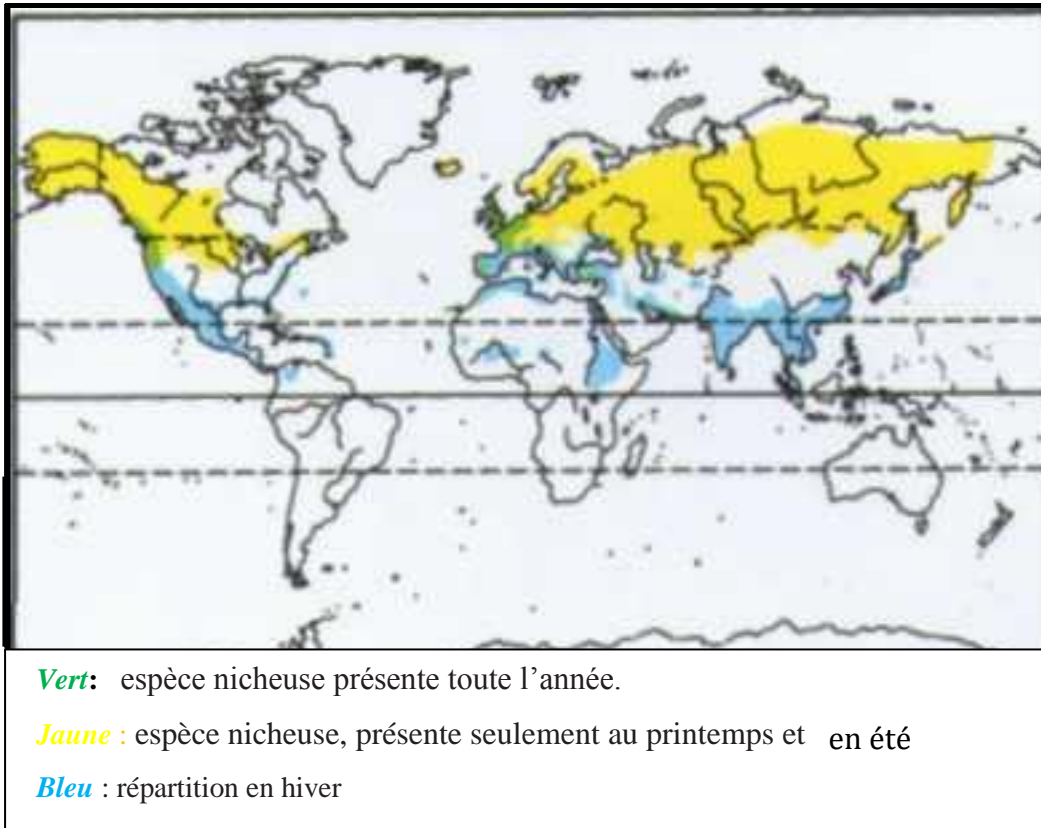 Vert: espèce nicheuse présente toute l’année.
Jaune : espèce nicheuse, présente seulement au printemps et en été
Bleu : répartition en hiver